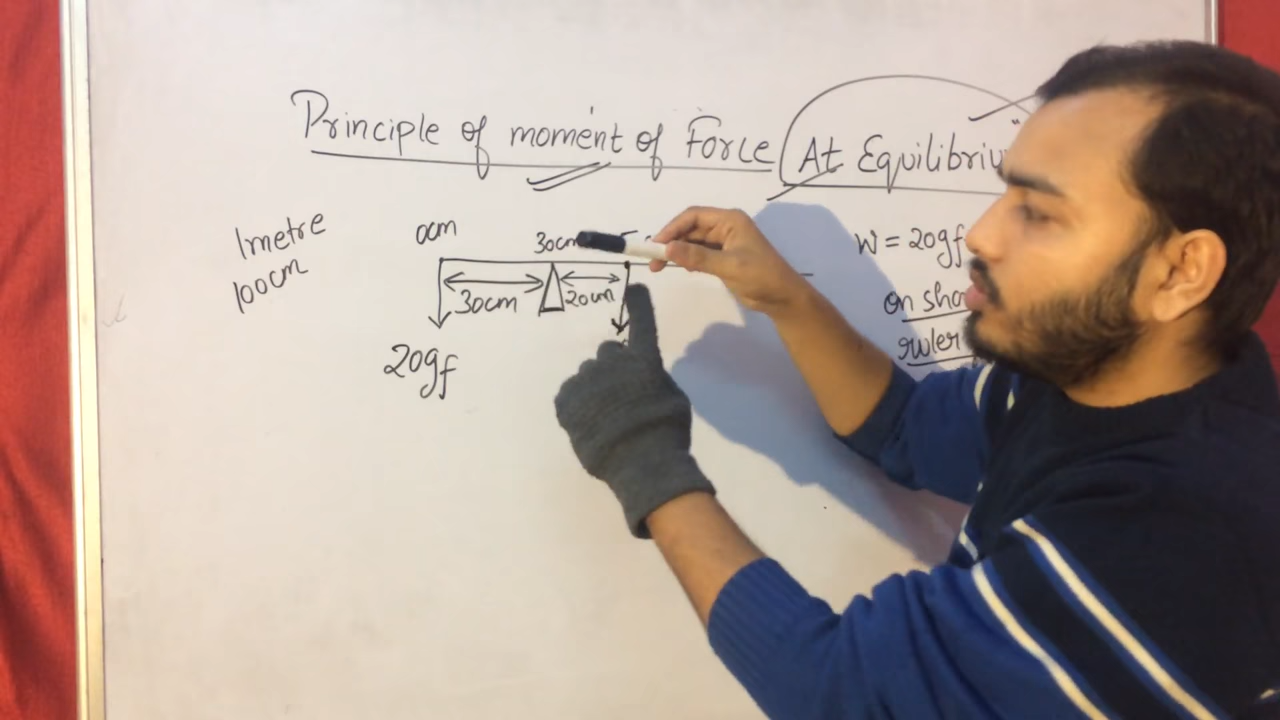 Principle of moment of Force (At Equilibriu
1metre
100cm
0cm
30cm
30cm
20cm
20gf
W = 20gf
on sho
ruler